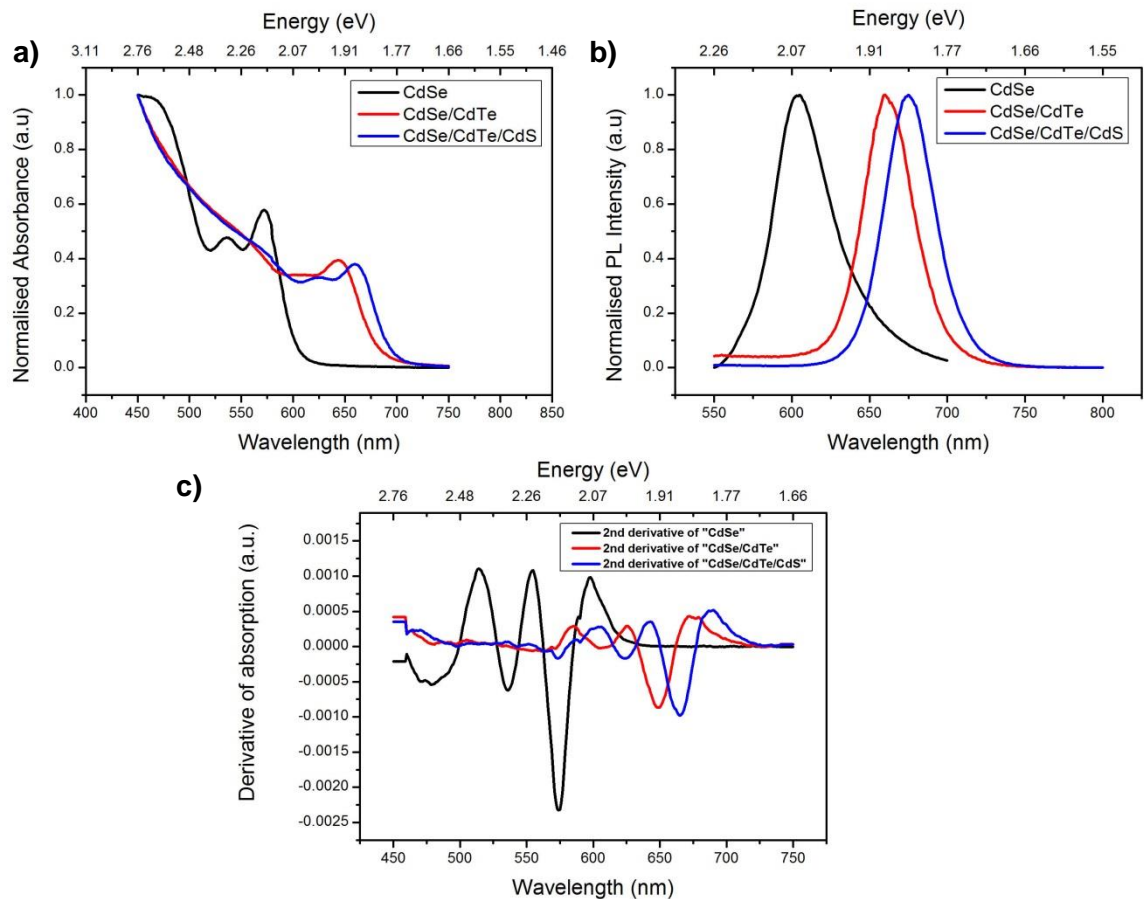 a)
Energy (eV)
3.11 2.76 2.48 2.26 2.07 1.91 1.77 1.66 1.55 1.46
CdSe
CdSe/CdTe
CdSe/CdTe/CdS
1.0
0.8
0.6
0.4
0.2
0.0
Normalised Absorbance (a.u)
400 450 500 550 600 650 700 750 800 850
Wavelength (nm)
b)
Energy (eV)
2.26 2.07 1.91 1.77 1.66 1.55
CdSe
CdSe/CdTe
CdSe/CdTe/CdS
1.0
0.8
0.6
0.4
0.2
0.0
Normalised PL Intensity (a.u)
550 600 650 700 750 800
Wavelength (nm)
c)
Energy (eV)
2.76 2.48 2.26 2.07 1.91 1.77 1.66
2nd derivative of "CdSe"
2nd derivative of "CdSe/CdTe"
2nd derivative of "CdSe/CdTe/CdS"
0.0015
0.0010
0.0005
0.0000
-0.0005
-0.0010
-0.0015
-0.0020
-0.0025
Derivative of absorption (a.u.)
450 500 550 600 650 700 750
Wavelength (nm)